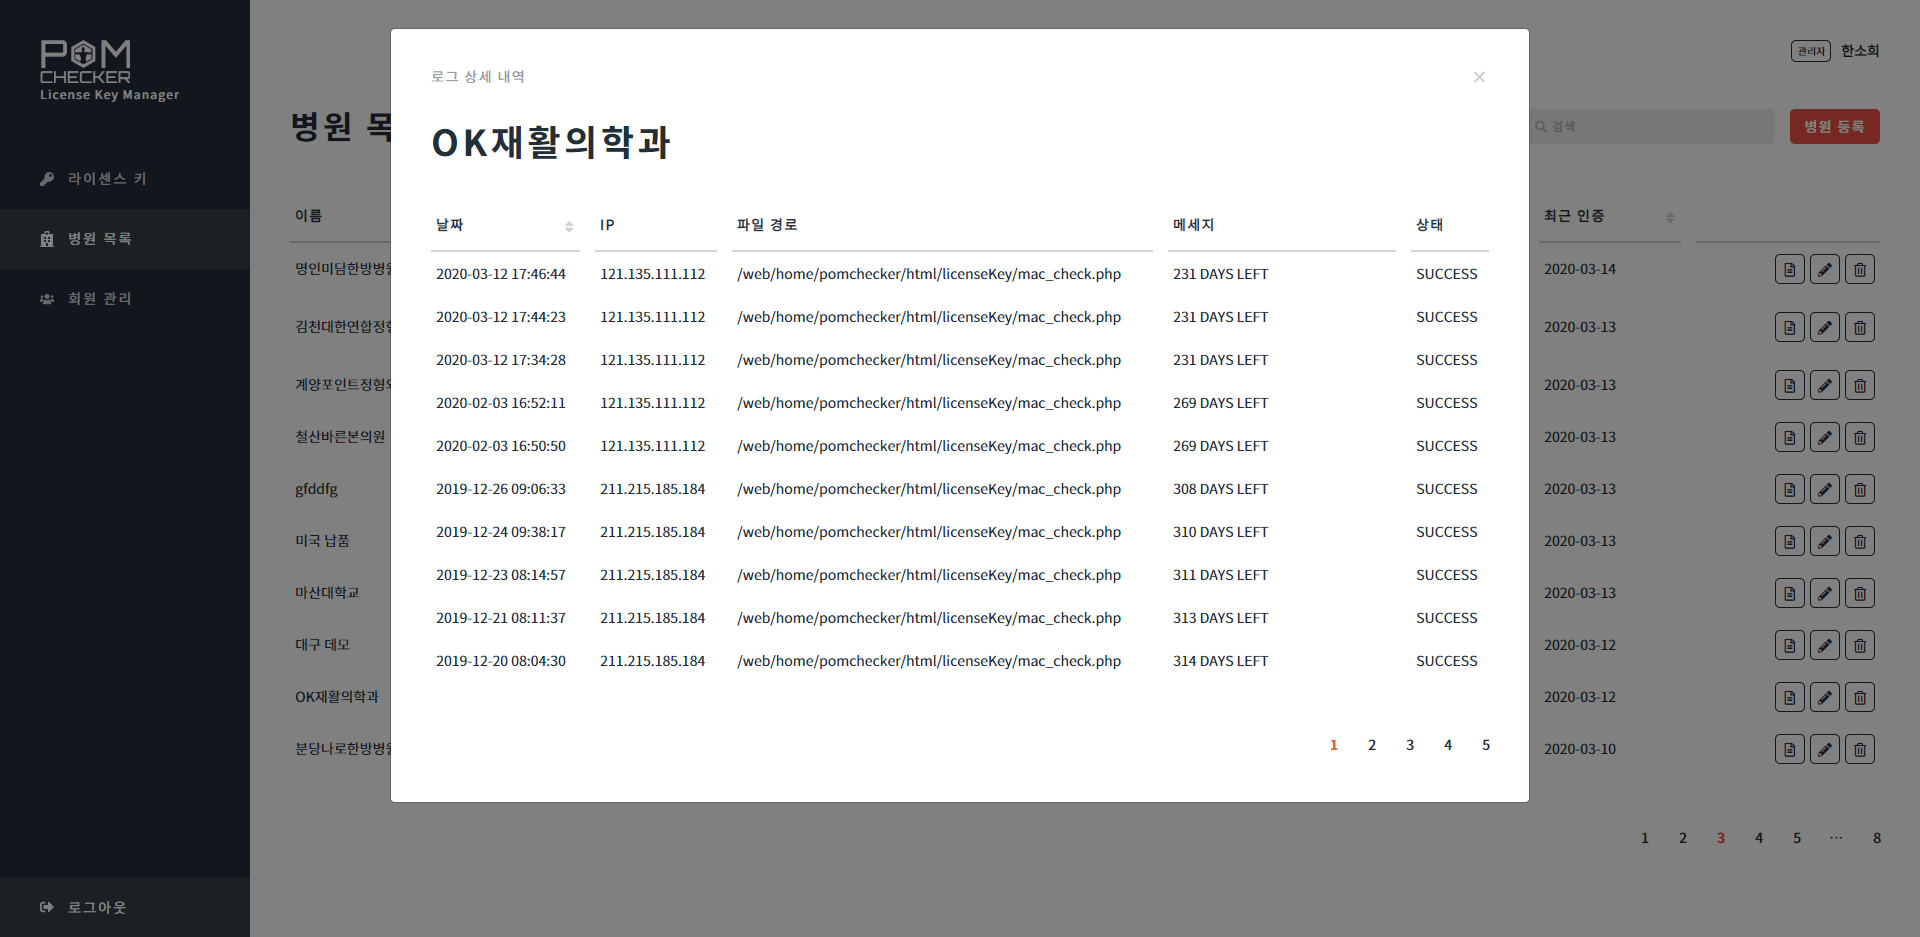 POM
CHECKER
License Key Manager
라이센스 키
병원 목록
회원 관리
로그아웃
관리자 한소희
병원 목
검색
병원 등록
이름
최근 인증
명인미담한방병원 2020-03-14
김천대한연합정형 2020-03-13
계양포인트정형외 2020-03-13
철산바른본의원 2020-03-13
gfddfg 2020-03-13
미국 납품 2020-03-13
마산대학교 2020-03-13
대구 데모 2020-03-12
OK재활의학과 2020-03-12
분당나로한방병원 2020-03-10
1 2 3 4 5 ··· 8
로그 상세 내역 ×
OK재활의학과
날짜 IP 파일 경로 메세지 상태
2020-03-12 17:46:44 121.135.111.112 /web/home/pomchecker/html/licenseKey/mac_check.php 231 DAYS LEFT SUCCESS
2020-03-12 17:44:23 121.135.111.112 /web/home/pomchecker/html/licenseKey/mac_check.php 231 DAYS LEFT SUCCESS
2020-03-12 17:34:28 121.135.111.112 /web/home/pomchecker/html/licenseKey/mac_check.php 231 DAYS LEFT SUCCESS
2020-02-03 16:52:11 121.135.111.112 /web/home/pomchecker/html/licenseKey/mac_check.php 269 DAYS LEFT SUCCESS
2020-02-03 16:50:50 121.135.111.112 /web/home/pomchecker/html/licenseKey/mac_check.php 269 DAYS LEFT SUCCESS
2019-12-26 09:06:33 211.215.185.184 /web/home/pomchecker/html/licenseKey/mac_check.php 308 DAYS LEFT SUCCESS
2019-12-24 09:38:17 211.215.185.184 /web/home/pomchecker/html/licenseKey/mac_check.php 310 DAYS LEFT SUCCESS
2019-12-23 08:14:57 211.215.185.184 /web/home/pomchecker/html/licenseKey/mac_check.php 311 DAYS LEFT SUCCESS
2019-12-21 08:11:37 211.215.185.184 /web/home/pomchecker/html/licenseKey/mac_check.php 313 DAYS LEFT SUCCESS
2019-12-20 08:04:30 211.215.185.184 /web/home/pomchecker/html/licenseKey/mac_check.php 314 DAYS LEFT SUCCESS
1 2 3 4 5